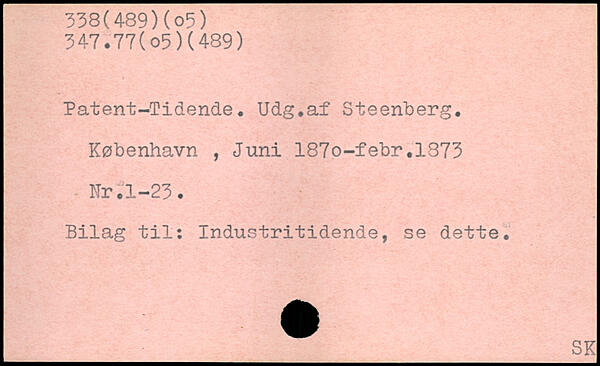 338(489)(o5)
347.77(o5)(489)
Patent-Tidende. Udg.af Steenberg.
København , Juni 187o-febr.1873
Nr.1-23.
Bilag til: Industritidende, se dette.
SK